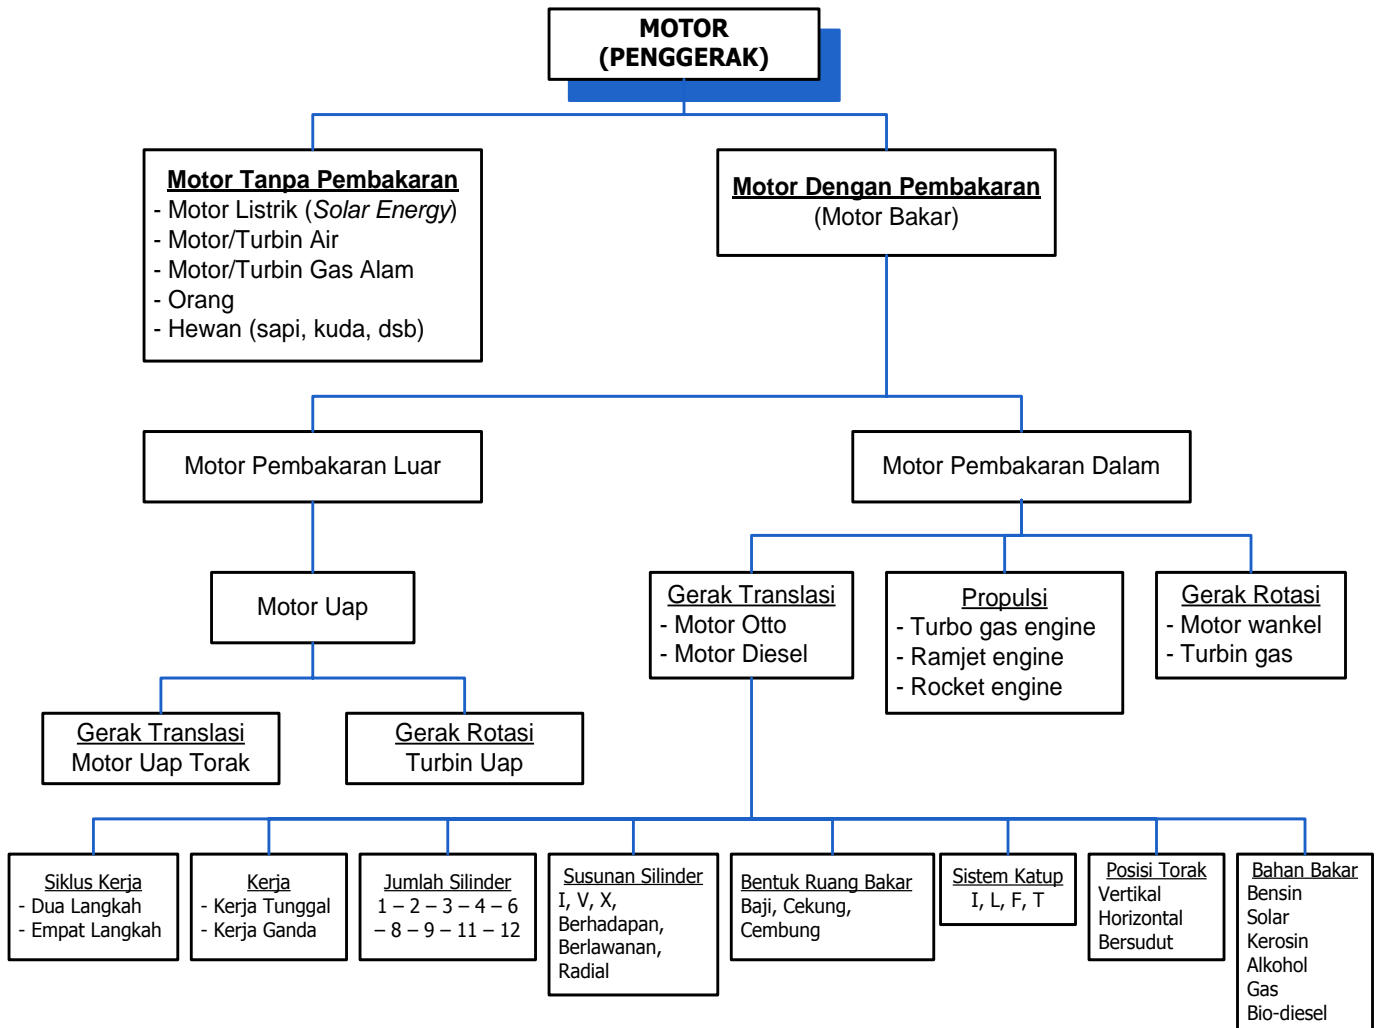 MOTOR
(PENGGERAK)
Motor Tanpa Pembakaran
- Motor Listrik (Solar Energy)
- Motor/Turbin Air
- Motor/Turbin Gas Alam
- Orang
- Hewan (sapi, kuda, dsb)
Motor Dengan Pembakaran
(Motor Bakar)
Motor Pembakaran Luar
Motor Pembakaran Dalam
Motor Uap
Gerak Translasi
- Motor Otto
- Motor Diesel
Propulsi
- Turbo gas engine
- Ramjet engine
- Rocket engine
Gerak Rotasi
- Motor wankel
- Turbin gas
Gerak Translasi
Motor Uap Torak
Gerak Rotasi
Turbin Uap
Siklus Kerja
- Dua Langkah
- Empat Langkah
Kerja
- Kerja Tunggal
- Kerja Ganda
Jumlah Silinder
1 – 2 – 3 – 4 – 6
– 8 – 9 – 11 – 12
Susunan Silinder
I, V, X,
Berhadapan,
Berlawanan,
Radial
Bentuk Ruang Bakar
Baji, Cekung,
Cembung
Sistem Katup
I, L, F, T
Posisi Torak
Vertikal
Horizontal
Bersudut
Bahan Bakar
Bensin
Solar
Kerosin
Alkohol
Gas
Bio-diesel